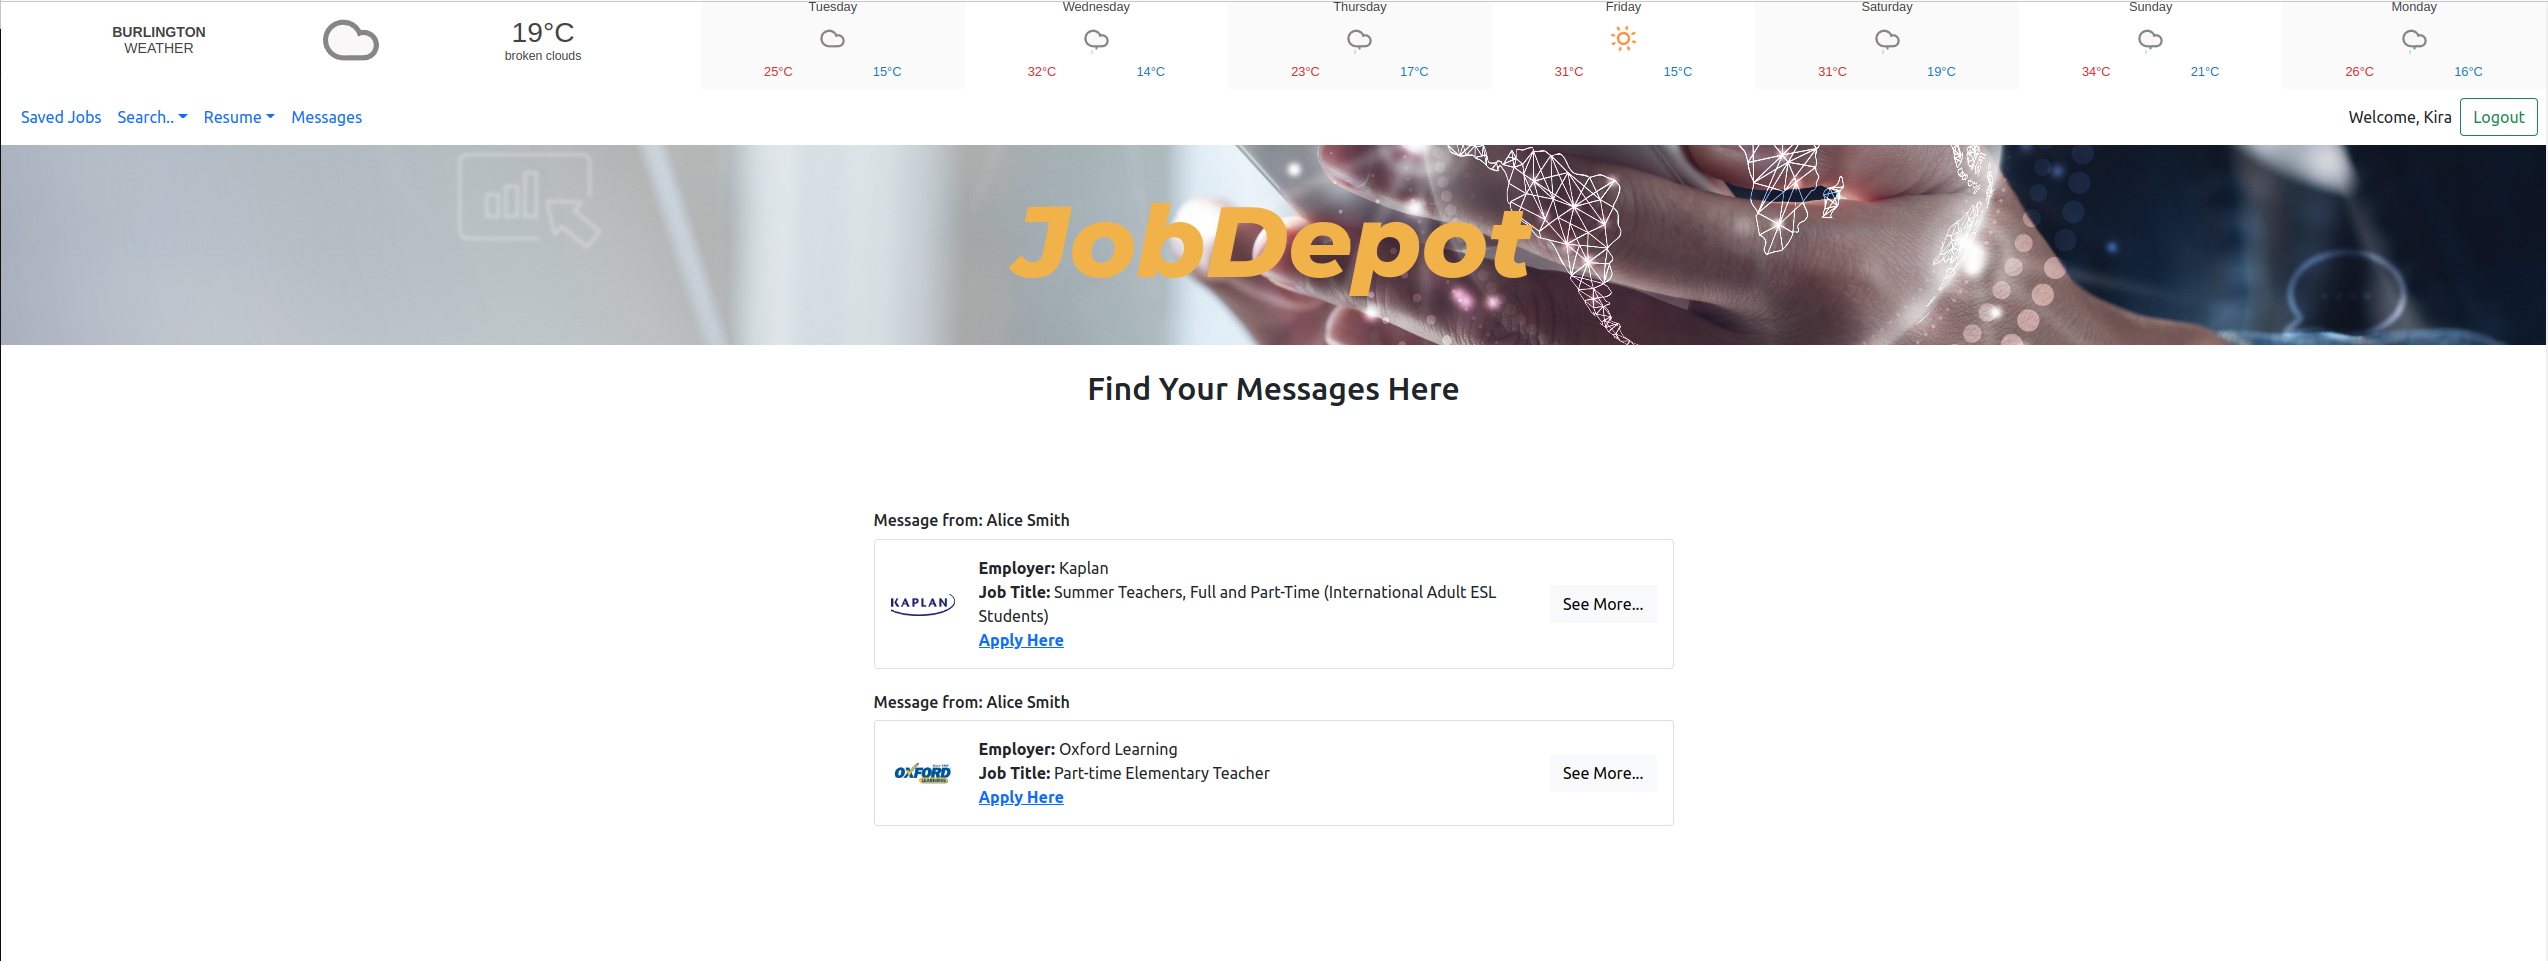 BURLINGTON
WEATHER
19°C
broken clouds
Tuesday
25°C 15°C
Wednesday
32°C 14°C
Thursday
23°C 17°C
Friday
31°C 15°C
Saturday
31°C 19°C
Sunday
34°C 21°C
Monday
26°C 16°C
Saved Jobs Search.. Resume Messages
Welcome, Kira Logout
JobDepot
Find Your Messages Here
Message from: Alice Smith
KAPLAN
Employer: Kaplan
Job Title: Summer Teachers, Full and Part-Time (International Adult ESL
Students)
Apply Here
See More...
Message from: Alice Smith
OXFORD
LEARNING
Employer: Oxford Learning
Job Title: Part-time Elementary Teacher
Apply Here
See More...